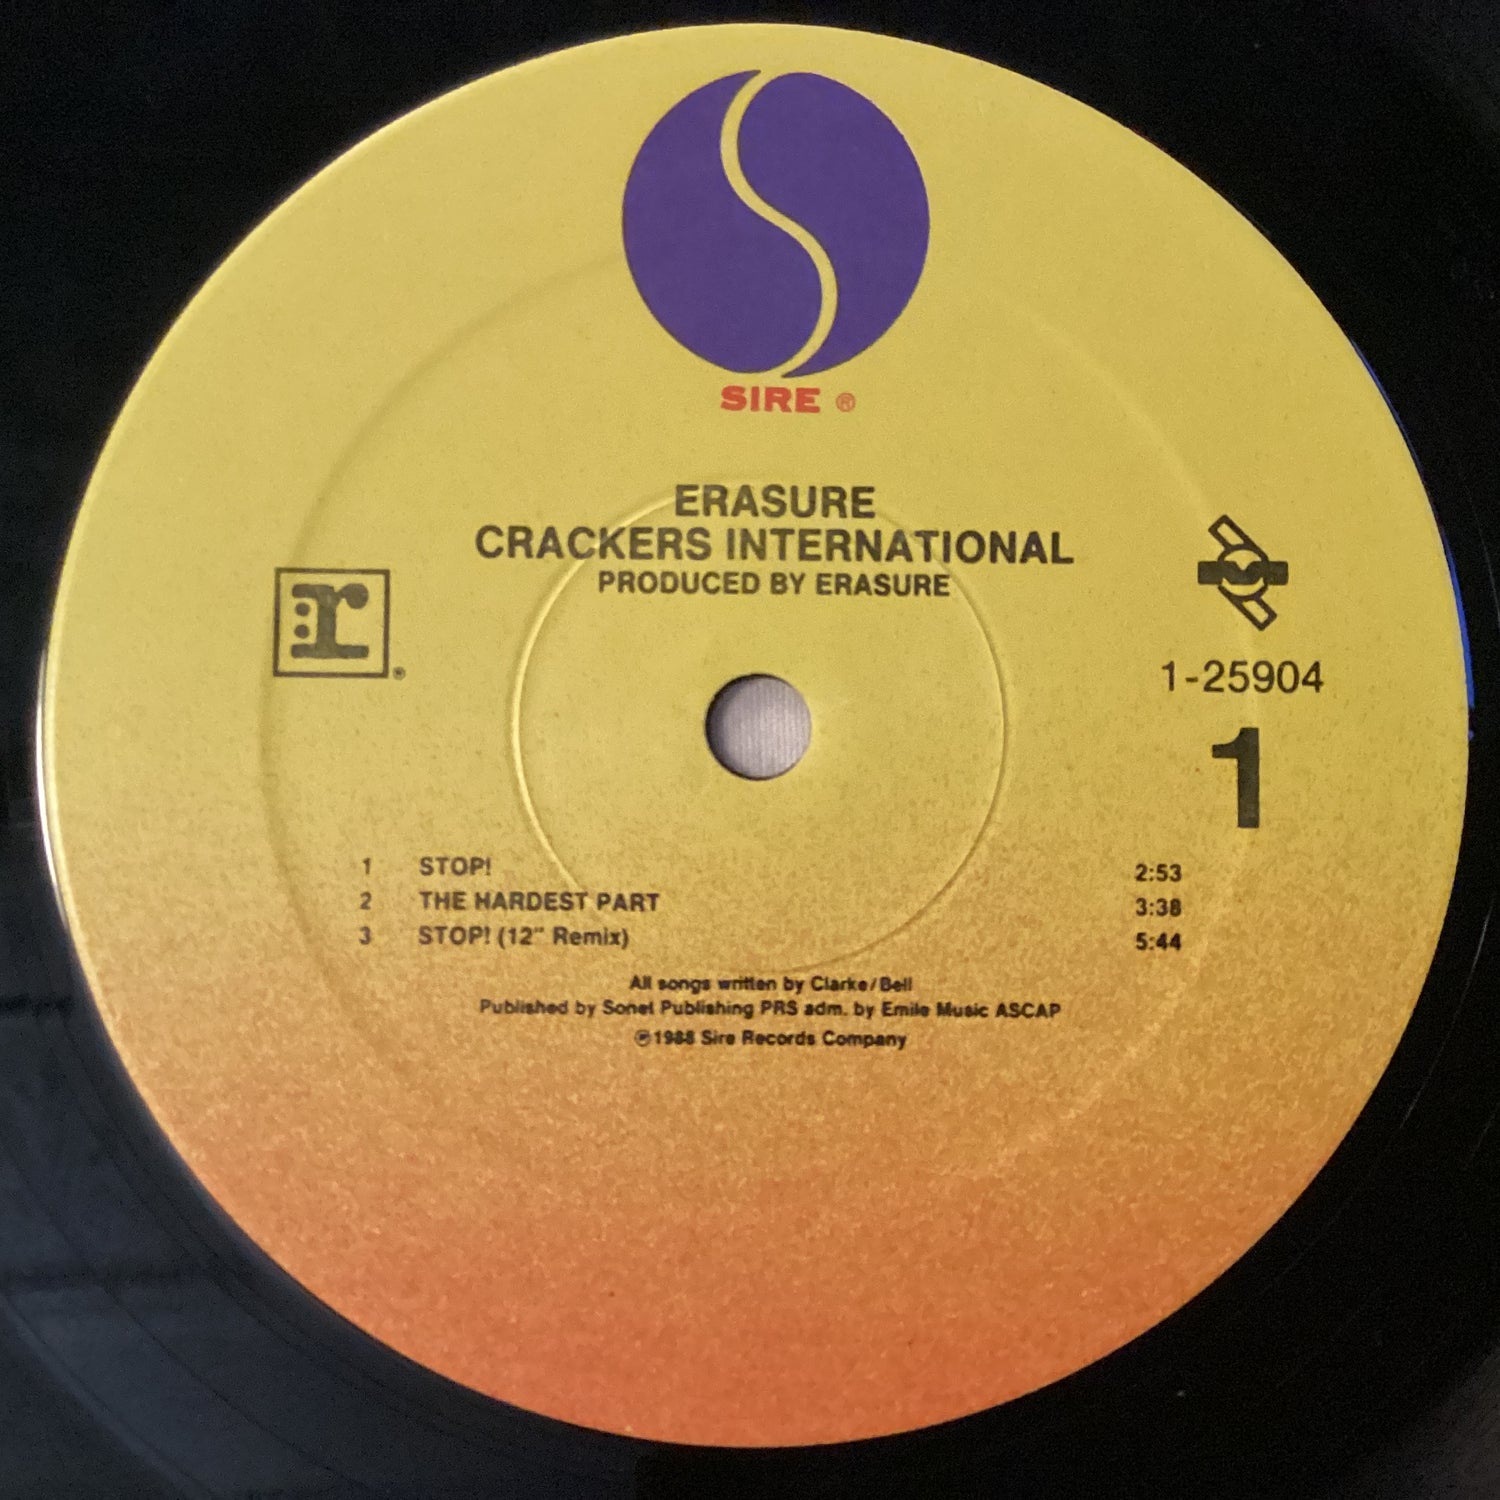 SIRE ®
ERASURE
CRACKERS INTERNATIONAL
PRODUCED BY ERASURE
:r
1-25904
1
1 STOP! 2:53
2 THE HARDEST PART 3:38
3 STOP! (12" Remix) 5:44
All songs written by Clarke/Bell
Published by Sonet Publishing PRS adm. by Emile Music ASCAP
℗1988 Sire Records Company